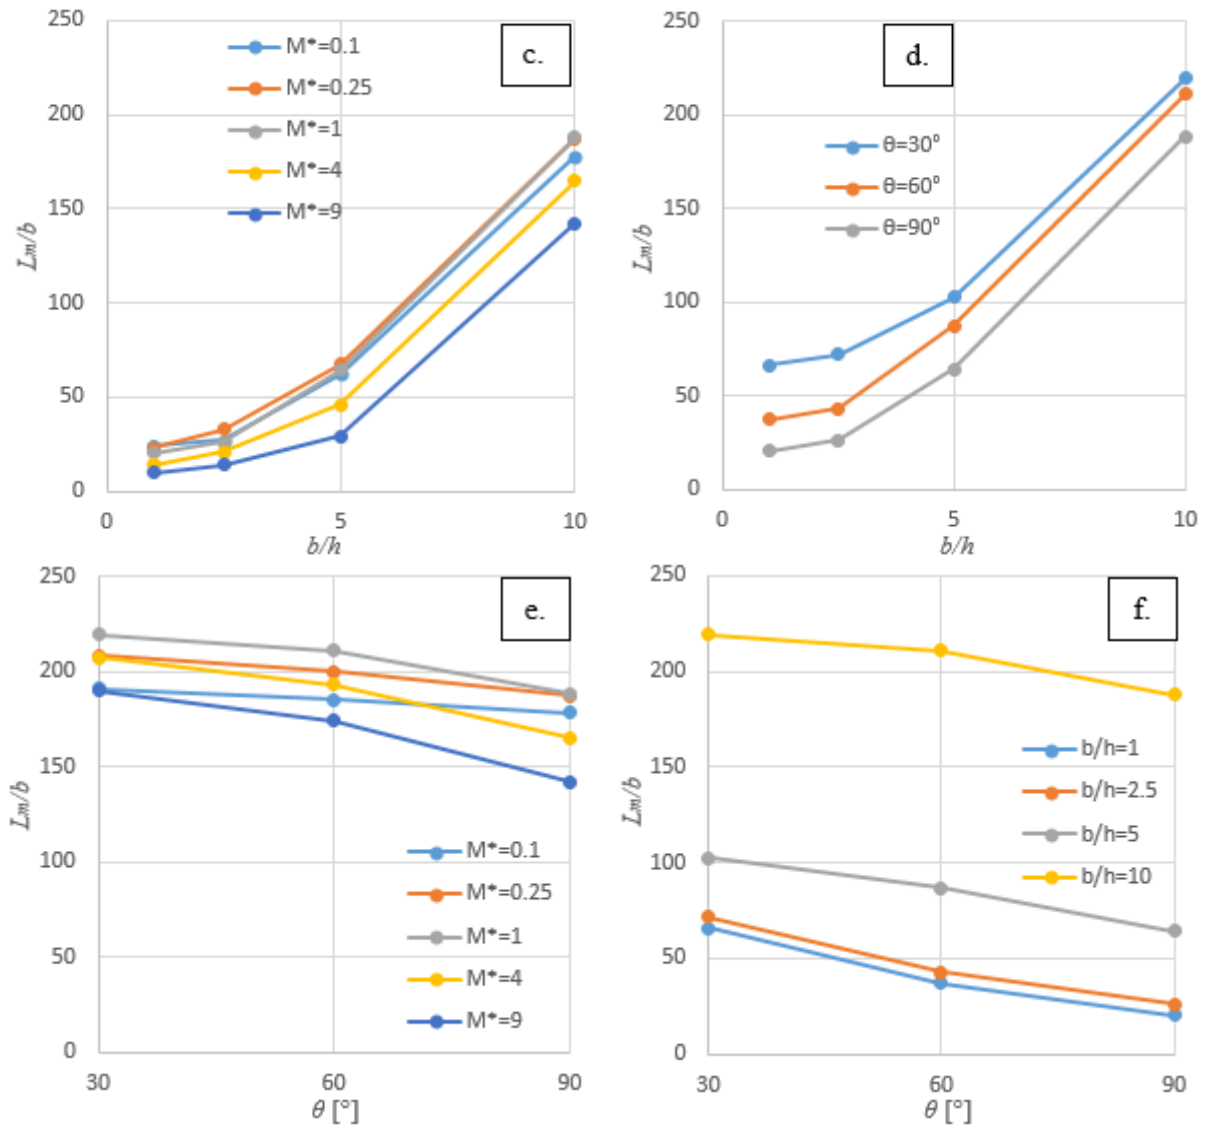 250
200
150
100
50
0
Lm/b
M*=0.1
M*=0.25
M*=1
M*=4
M*=9
c.
0
5
10
b/h
250
200
150
100
50
0
Lm/b
d.
θ=30°
θ=60°
θ=90°
0
5
10
b/h
250
200
150
100
50
0
Lm/b
e.
M*=0.1
M*=0.25
M*=1
M*=4
M*=9
30
60
90
θ [°]
250
200
150
100
50
0
Lm/b
f.
b/h=1
b/h=2.5
b/h=5
b/h=10
30
60
90
θ [°]